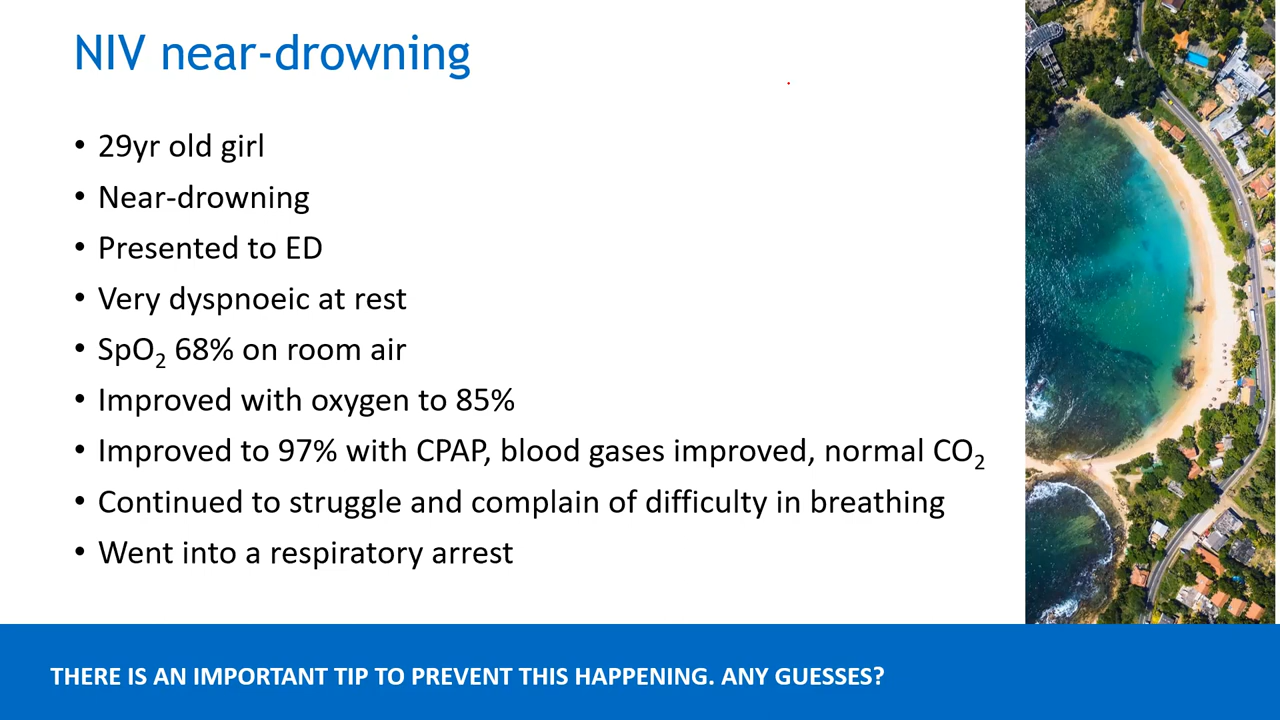 NIV near-drowning
• 29yr old girl
• Near-drowning
• Presented to ED
• Very dyspnoeic at rest
• SpO₂ 68% on room air
• Improved with oxygen to 85%
• Improved to 97% with CPAP, blood gases improved, normal CO₂
• Continued to struggle and complain of difficulty in breathing
• Went into a respiratory arrest
THERE IS AN IMPORTANT TIP TO PREVENT THIS HAPPENING. ANY GUESSES?